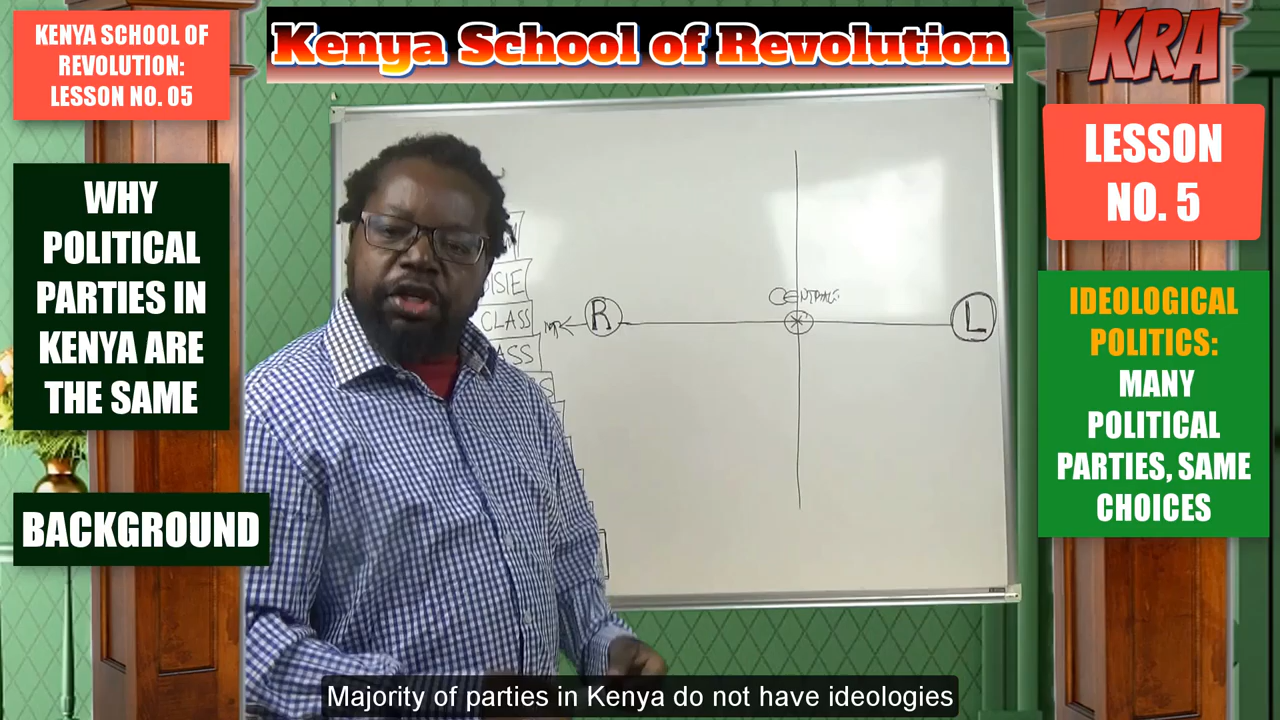 KENYA SCHOOL OF
REVOLUTION:
LESSON NO. 05
Kenya School of Revolution
KRA
LESSON
NO. 5
WHY
POLITICAL
PARTIES IN
KENYA ARE
THE SAME
BACKGROUND
IDEOLOGICAL
POLITICS:
MANY
POLITICAL
PARTIES, SAME
CHOICES
CLASS
R
L
Majority of parties in Kenya do not have ideologies